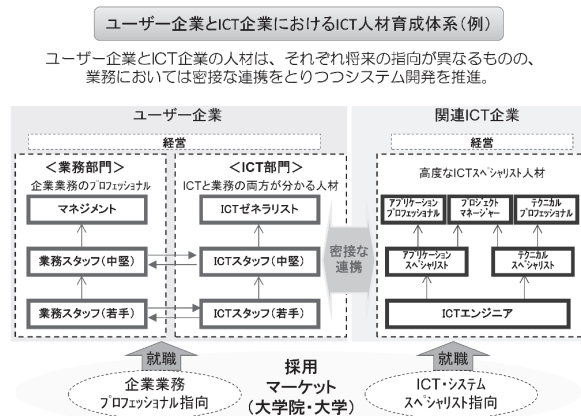 ユーザー企業とICT企業におけるICT人材育成体系(例)
ユーザー企業とICT企業の人材は、それぞれ将来の指向が異なるものの、
業務においては密接な連携をとりつつシステム開発を推進。
ユーザー企業
経営
<業務部門>
企業業務のプロフェッショナル
マネジメント
業務スタッフ(中堅)
業務スタッフ(若手)
<ICT部門>
ICTと業務の両方が分かる人材
ICTゼネラリスト
ICTスタッフ(中堅)
ICTスタッフ(若手)
密接な
連携
関連ICT企業
経営
高度なICTスペシャリスト人材
アプリケーション
プロフェッショナル
プロジェクト
マネージャー
テクニカル
プロフェッショナル
アプリケーション
スペシャリスト
テクニカル
スペシャリスト
ICTエンジニア
就職
就職
企業業務
プロフェッショナル指向
採用
マーケット
(大学院・大学)
ICT・システム
スペシャリスト指向